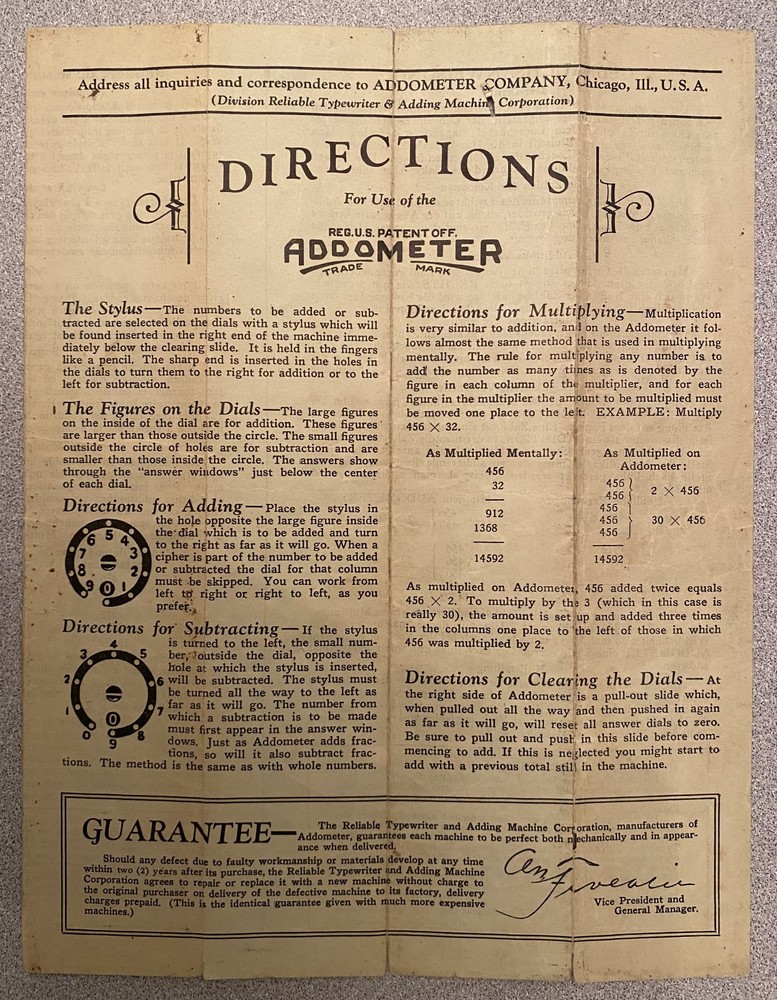 Address all inquiries and correspondence to ADDOMETER COMPANY, Chicago, Ill., U. S. A.
(Division Reliable Typewriter & Adding Machine Corporation)
DIRECTIONS
For Use of the
REG. U.S. PATENT OFF.
ADDOMETER
TRADE MARK
The Stylus—The numbers to be added or sub-
tracted are selected on the dials with a stylus which will
be found inserted in the right end of the machine imme-
diately below the clearing slide. It is held in the fingers
like a pencil. The sharp end is inserted in the holes in
the dials to turn them to the right for addition or to the
left for subtraction.
The Figures on the Dials—The large figures
on the inside of the dial are for addition. These figures
are larger than those outside the circle. The small figures
outside the circle of holes are for subtraction and are
smaller than those inside the circle. The answers show
through the "answer windows" just below the center
of each dial.
Directions for Adding—Place the stylus in
the hole opposite the large figure inside
the dial which is to be added and turn
to the right as far as it will go. When a
cipher is part of the number to be added
or subtracted the dial for that column
must be skipped. You can work from
left to right or right to left, as you
prefer.
9 8 7 6 5 4 3 2 1 0
0
Directions for Subtracting—If the stylus
is turned to the left, the small num-
ber, outside the dial, opposite the
hole at which the stylus is inserted,
will be subtracted. The stylus must
be turned all the way to the left as
far as it will go. The number from
which a subtraction is to be made
must first appear in the answer win-
dows. Just as Addometer adds frac-
tions, so will it also subtract frac-
tions. The method is the same as with whole numbers.
0 1 2 3 4 5 6 7 8 9
0
Directions for Multiplying—Multiplication
is very similar to addition, and on the Addometer it fol-
lows almost the same method that is used in multiplying
mentally. The rule for multiplying any number is to
add the number as many times as is denoted by the
figure in each column of the multiplier, and for each
figure in the multiplier the amount to be multiplied must
be moved one place to the left. EXAMPLE: Multiply
456 × 32.
As Multiplied Mentally:
456
32
912
1368
14592
As Multiplied on
Addometer:
456
456 } 2 × 456
456
456 } 30 × 456
456
14592
As multiplied on Addometer, 456 added twice equals
456 × 2. To multiply by the 3 (which in this case is
really 30), the amount is set up and added three times
in the columns one place to the left of those in which
456 was multiplied by 2.
Directions for Clearing the Dials—At
the right side of Addometer is a pull-out slide which,
when pulled out all the way and then pushed in again
as far as it will go, will reset all answer dials to zero.
Be sure to pull out and push in this slide before com-
mencing to add. If this is neglected you might start to
add with a previous total still in the machine.
GUARANTEE—The Reliable Typewriter and Adding Machine Corporation, manufacturers of
Addometer, guarantees each machine to be perfect both mechanically and in appear-
ance when delivered.
Should any defect due to faulty workmanship or materials develop at any time
within two (2) years after its purchase, the Reliable Typewriter and Adding Machine
Corporation agrees to repair or replace it with a new machine without charge to
the original purchaser on delivery of the defective machine to its factory, delivery
charges prepaid. (This is the identical guarantee given with much more expensive
machines.)
Vice President and
General Manager.